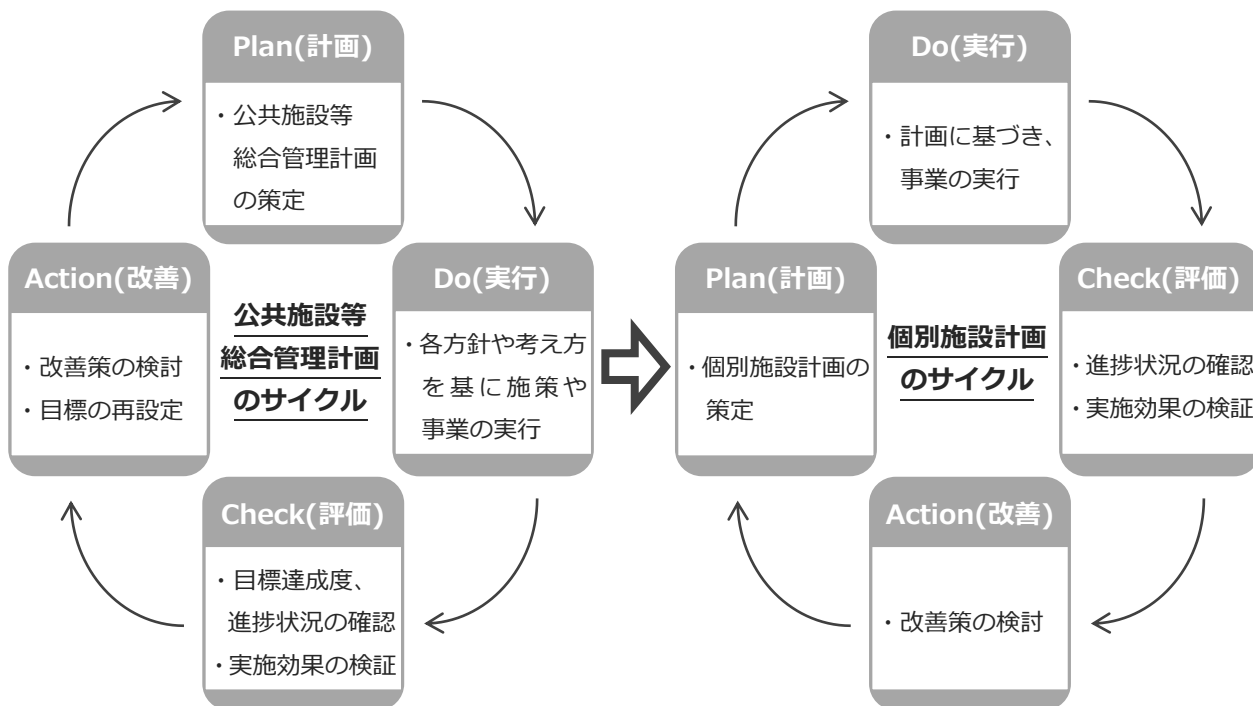 Plan(計画)
・公共施設等
総合管理計画
の策定
Do(実行)
・各方針や考え方
を基に施策や
事業の実行
Check(評価)
・目標達成度、
進捗状況の確認
・実施効果の検証
Action(改善)
・改善策の検討
・目標の再設定
公共施設等
総合管理計画
のサイクル
Plan(計画)
・個別施設計画の
策定
Do(実行)
・計画に基づき、
事業の実行
Check(評価)
・進捗状況の確認
・実施効果の検証
Action(改善)
・改善策の検討
個別施設計画
のサイクル